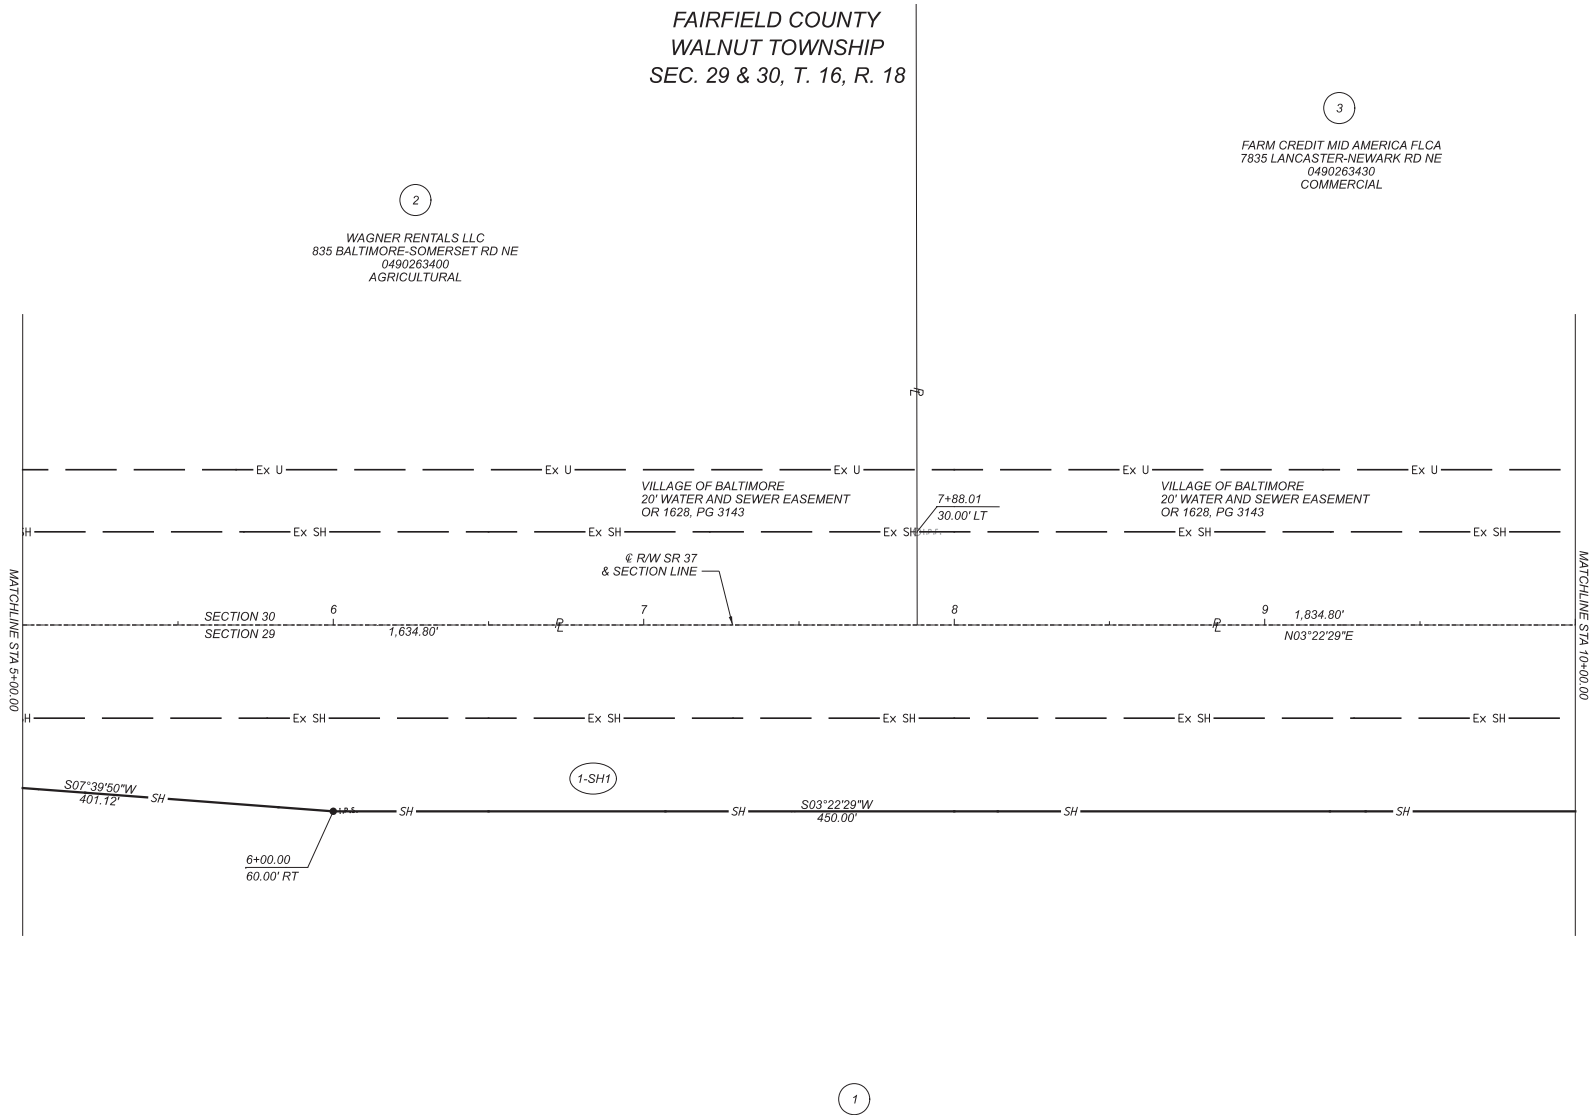 FAIRFIELD COUNTY
WALNUT TOWNSHIP
SEC. 29 & 30, T. 16, R. 18
3
FARM CREDIT MID AMERICA FLCA
7835 LANCASTER-NEWARK RD NE
0490263430
COMMERCIAL
2
WAGNER RENTALS LLC
835 BALTIMORE-SOMERSET RD NE
0490263400
AGRICULTURAL
PL
Ex U
Ex U
Ex U
Ex U
Ex U
VILLAGE OF BALTIMORE
20' WATER AND SEWER EASEMENT
OR 1628, PG 3143
VILLAGE OF BALTIMORE
20' WATER AND SEWER EASEMENT
OR 1628, PG 3143
7+88.01
30.00' LT
Ex SH
Ex SH
Ex SH
Ex SH
Ex SH
℄ R/W SR 37
& SECTION LINE
MATCHLINE STA 5+00.00
MATCHLINE STA 10+00.00
6
7
8
9
SECTION 30
SECTION 29
1,634.80'
PL
PL
1,834.80'
N03°22'29"E
Ex SH
Ex SH
Ex SH
Ex SH
Ex SH
1-SH1
S07°39'50"W
401.12'
SH
SH
SH
S03°22'29"W
450.00'
SH
SH
6+00.00
60.00' RT
1